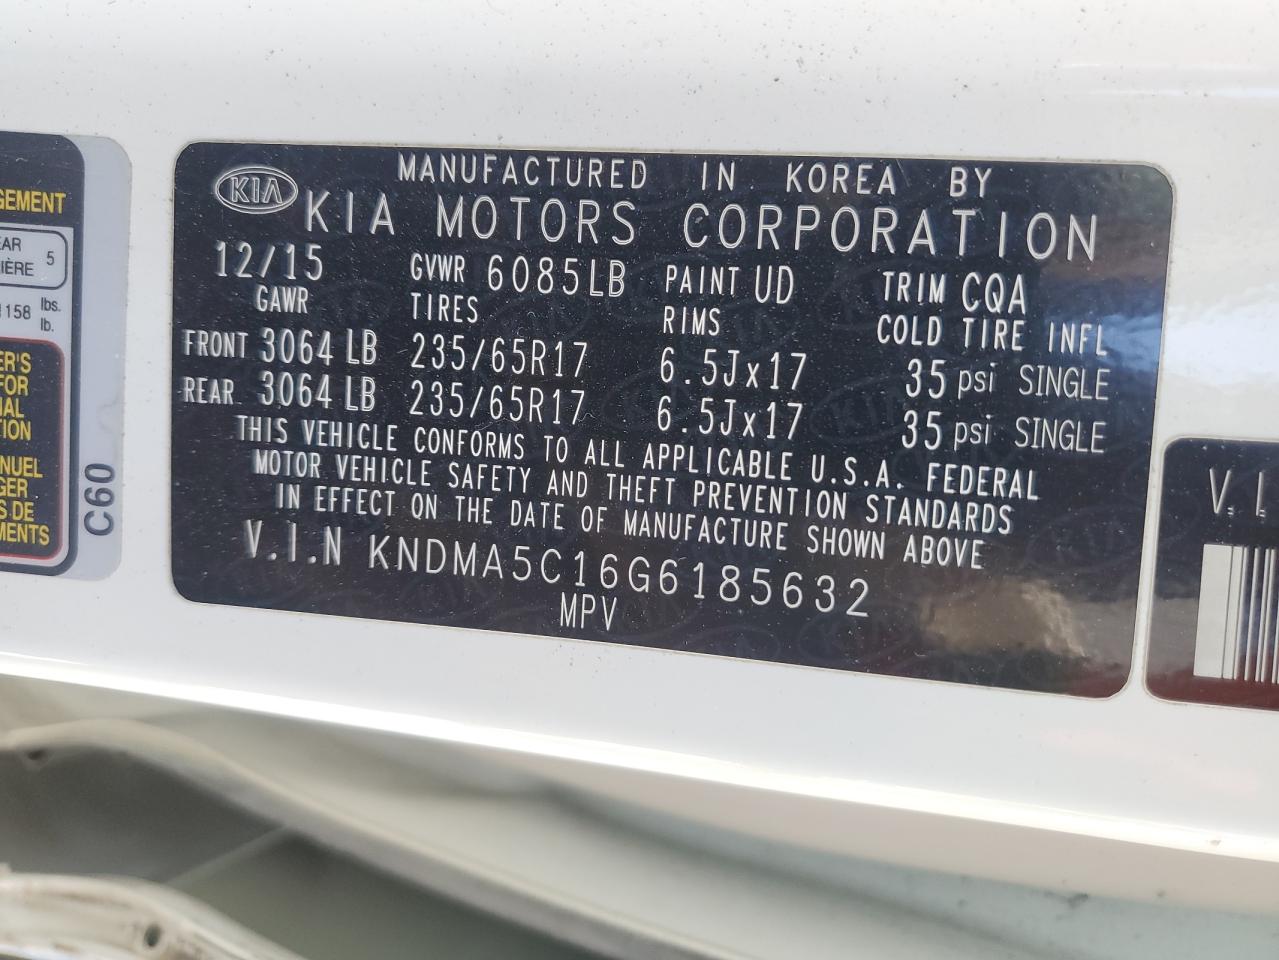 GEMENT
EAR 5
IÈRE
1158 lbs.
lb.
ER'S
FOR
NAL
TION
NUEL
GER
S DE
MENTS
C60
KIA
MANUFACTURED IN KOREA BY
KIA MOTORS CORPORATION
12/15 GVWR 6085LB PAINT UD TRIM CQA
GAWR TIRES RIMS COLD TIRE INFL
FRONT 3064 LB 235/65R17 6.5Jx17 35 psi SINGLE
REAR 3064 LB 235/65R17 6.5Jx17 35 psi SINGLE
THIS VEHICLE CONFORMS TO ALL APPLICABLE U.S.A. FEDERAL
MOTOR VEHICLE SAFETY AND THEFT PREVENTION STANDARDS
IN EFFECT ON THE DATE OF MANUFACTURE SHOWN ABOVE
V.I.N KNDMA5C16G6185632
MPV
V.I.